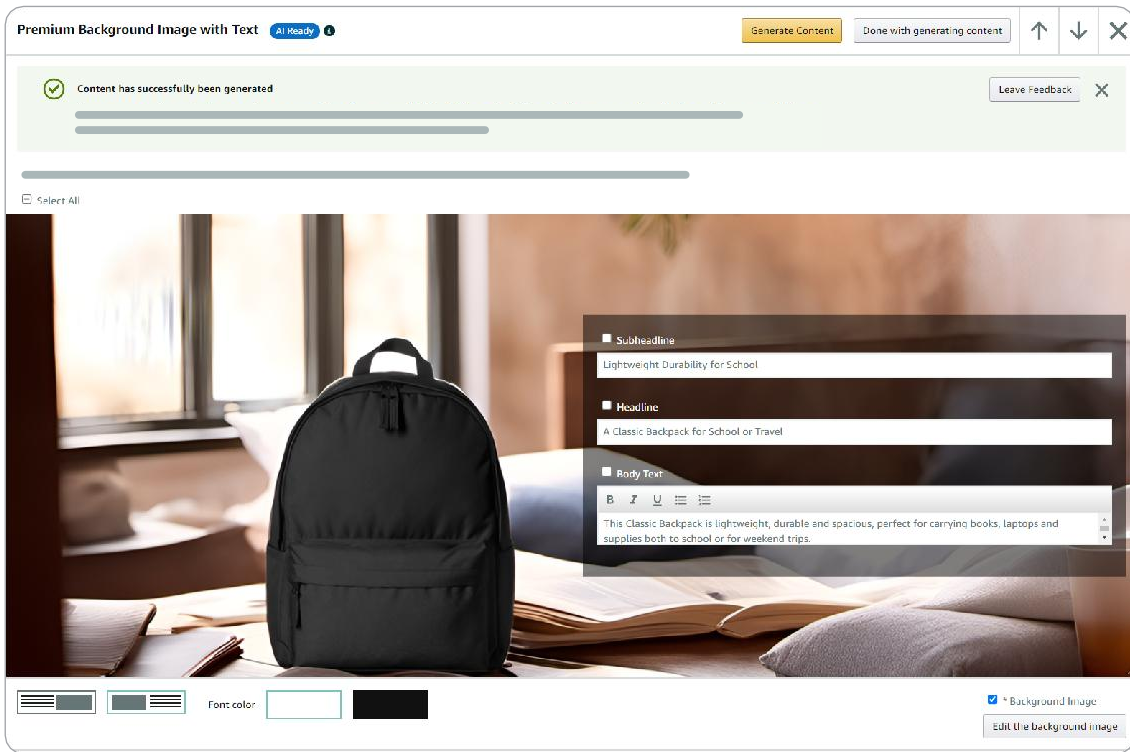 Premium Background Image with Text
AI Ready
i
Generate Content
Done with generating content
Content has successfully been generated
Leave Feedback
Select All
Subheadline
Lightweight Durability for School
Headline
A Classic Backpack for School or Travel
Body Text
B I U
This Classic Backpack is lightweight, durable and spacious, perfect for carrying books, laptops and
supplies both to school or for weekend trips.
Font color
* Background Image
Edit the background image